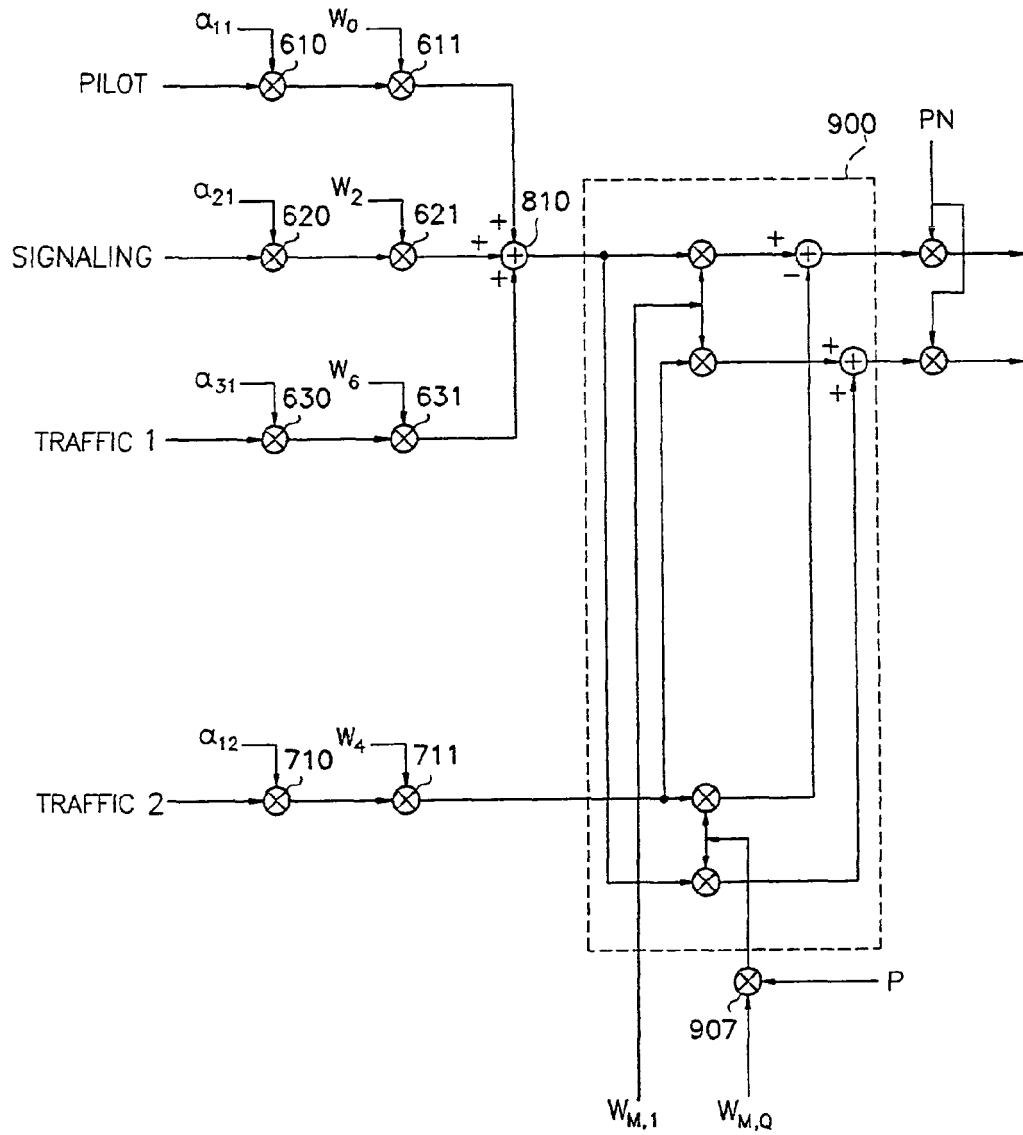 α11 W0
610 611
PILOT
900 PN
α21 W2
620 621 + 810
SIGNALING + + + −
α31 W6
630 631 + +
TRAFFIC 1
α12 W4
710 711
TRAFFIC 2
P
907
WM,1 WM,Q